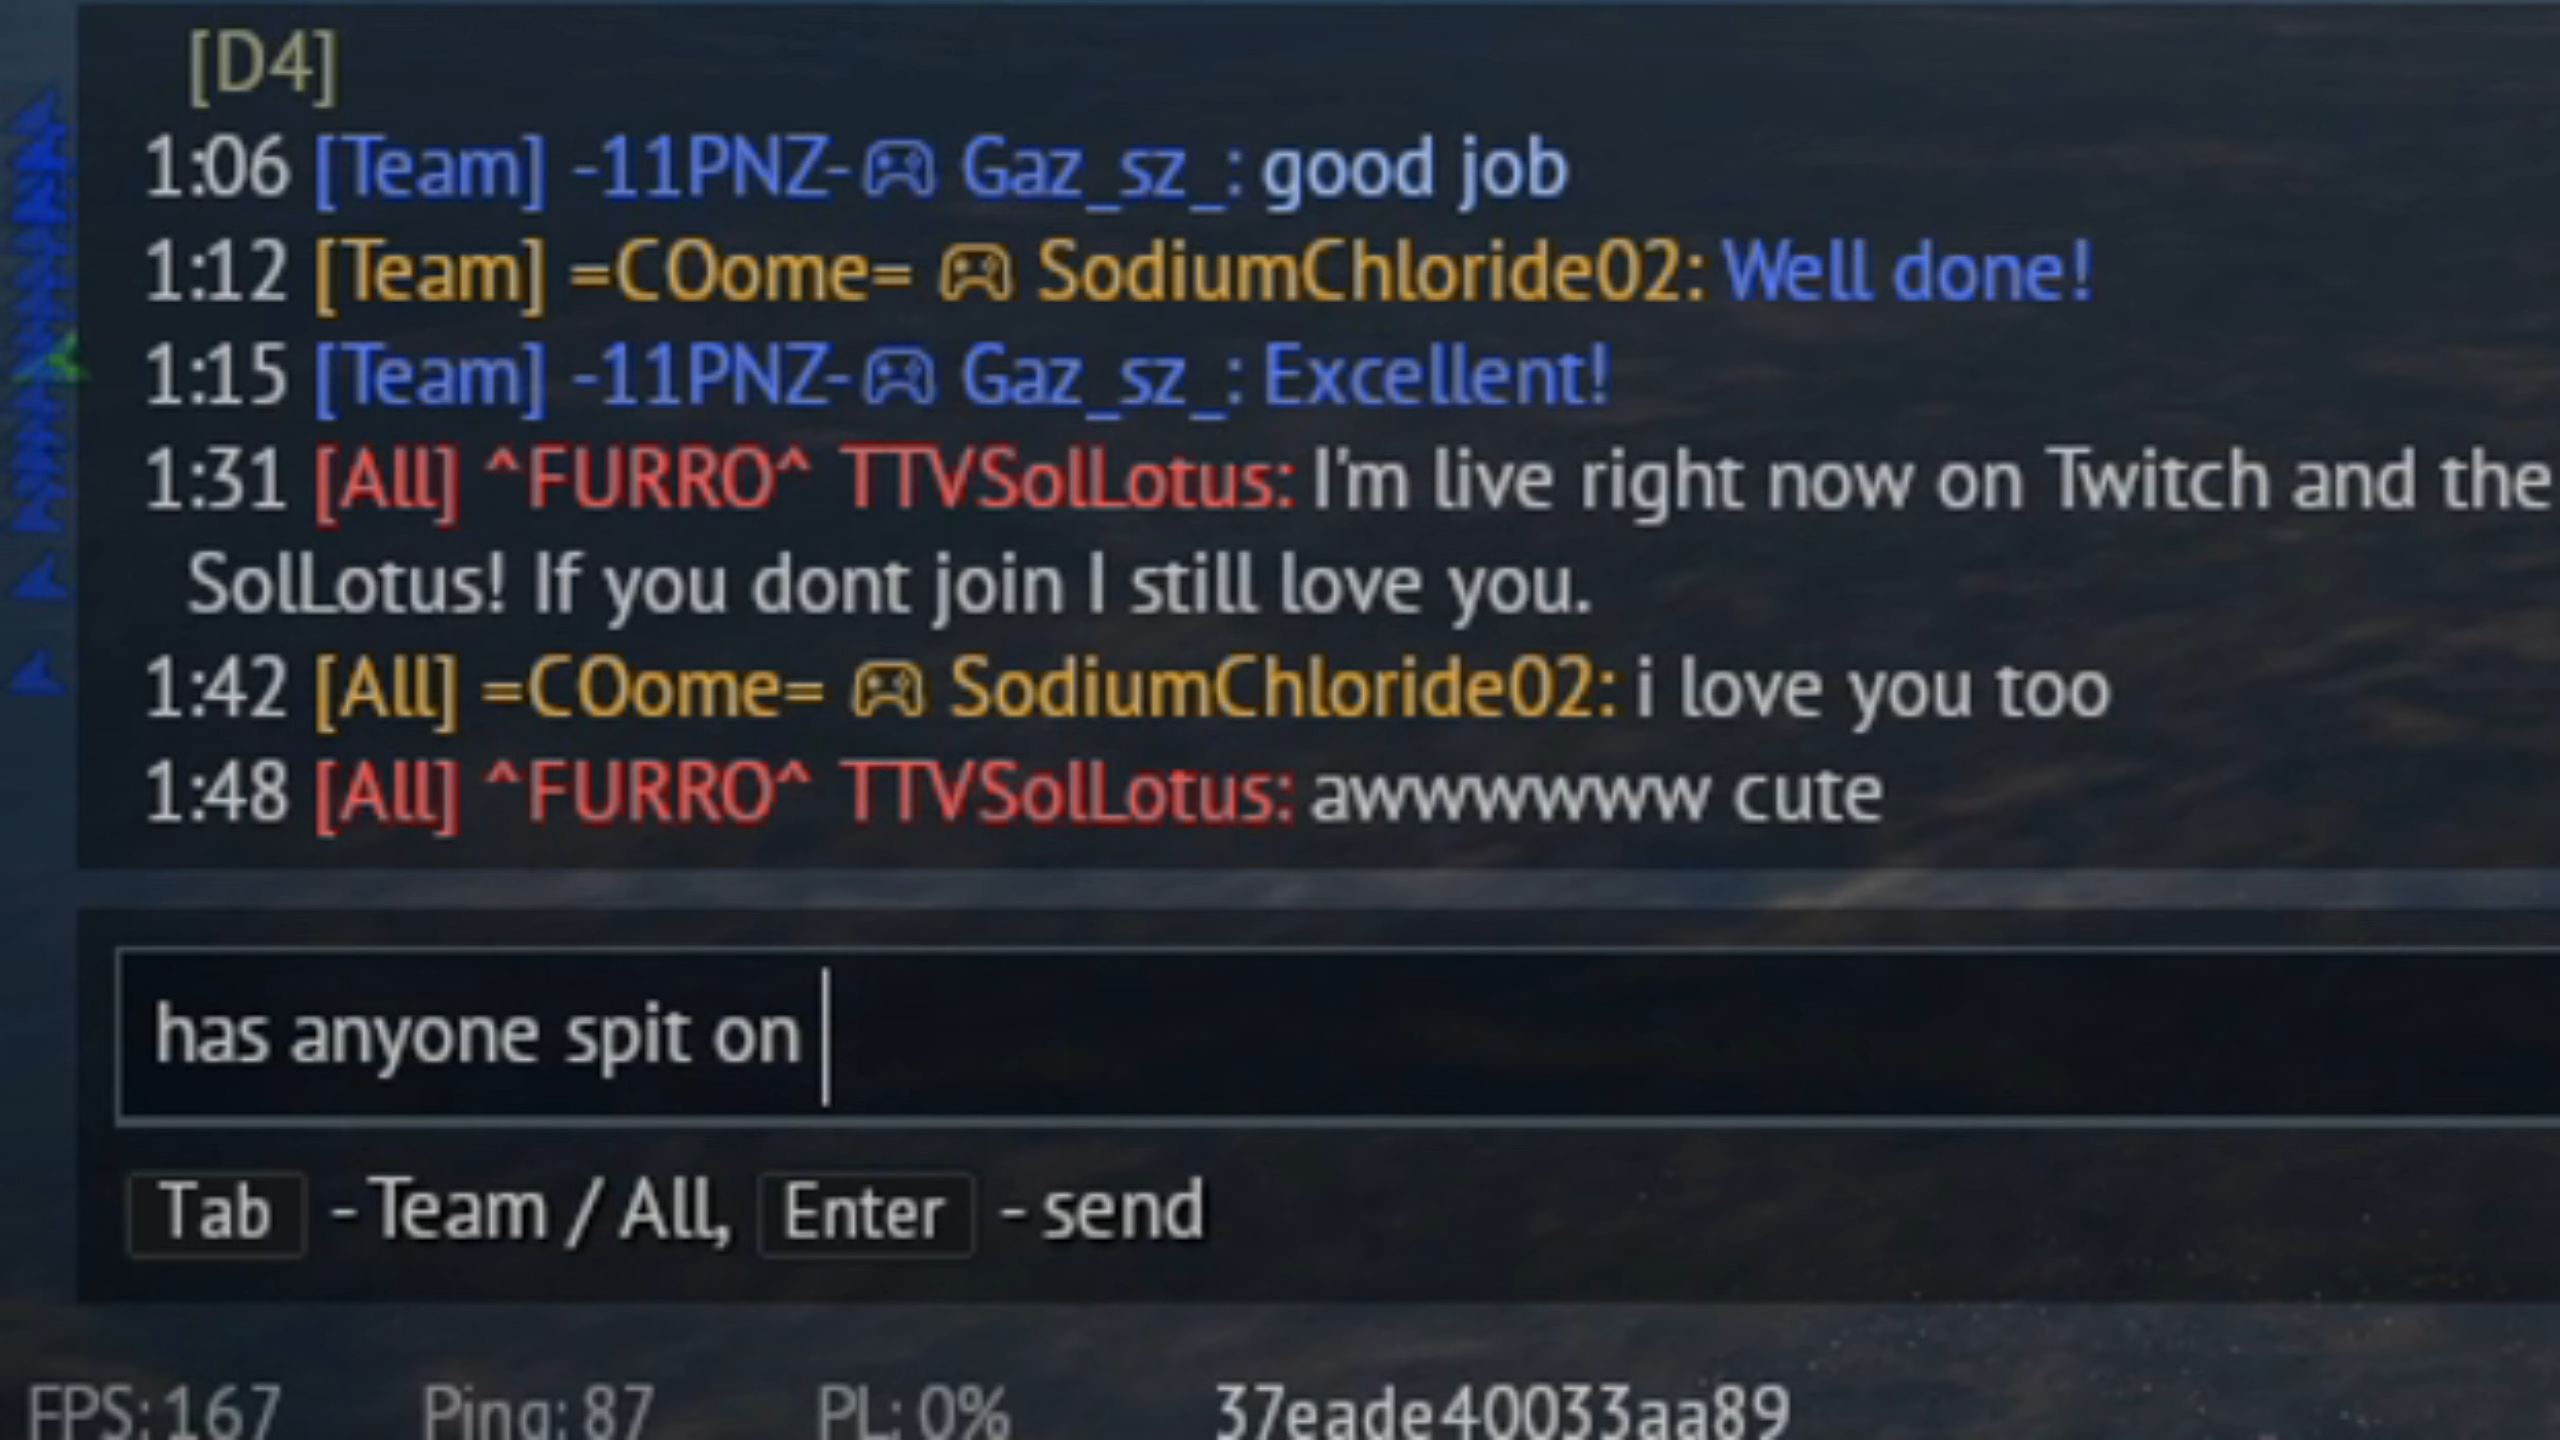 [D4]
1:06 [Team] -11PNZ- Gaz_sz_: good job
1:12 [Team] =COome= SodiumChloride02: Well done!
1:15 [Team] -11PNZ- Gaz_sz_: Excellent!
1:31 [All] ^FURRO^ TTVSolLotus: I'm live right now on Twitch and the
SolLotus! If you dont join I still love you.
1:42 [All] =COome= SodiumChloride02: i love you too
1:48 [All] ^FURRO^ TTVSolLotus: awwwwwww cute
has anyone spit on
Tab - Team / All, Enter - send
FPS: 167 Ping: 87 PL: 0% 37eade40033aa89